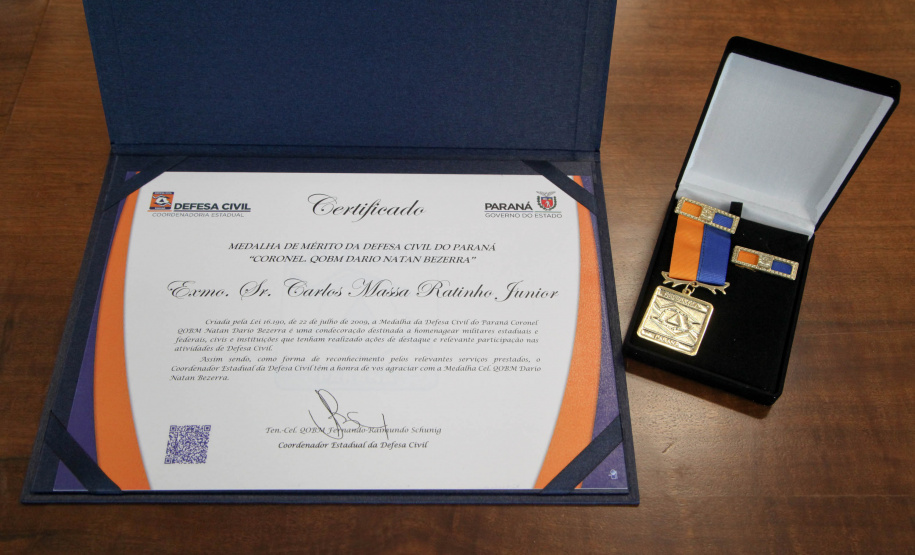 DEFESA CIVIL
COORDENADORIA ESTADUAL
Certificado
PARANÁ
GOVERNO DO ESTADO
MEDALHA DE MÉRITO DA DEFESA CIVIL DO PARANÁ
"CORONEL. QOBM DARIO NATAN BEZERRA"
Exmo. Sr. Carlos Massa Ratinho Junior
Criada pela Lei 16.190, de 22 de julho de 2009, a Medalha da Defesa Civil do Paraná Coronel
QOBM Natan Dario Bezerra é uma condecoração destinada a homenagear militares estaduais e
federais, civis e instituições que tenham realizado ações de destaque e relevante participação nas
atividades de Defesa Civil.
Assim sendo, como forma de reconhecimento pelos relevantes serviços prestados, o
Coordenador Estadual da Defesa Civil têm a honra de vos agraciar com a Medalha Cel. QOBM Dario
Natan Bezerra.
Ten.-Cel. QOBM Fernando Raimundo Schunig
Coordenador Estadual da Defesa Civil